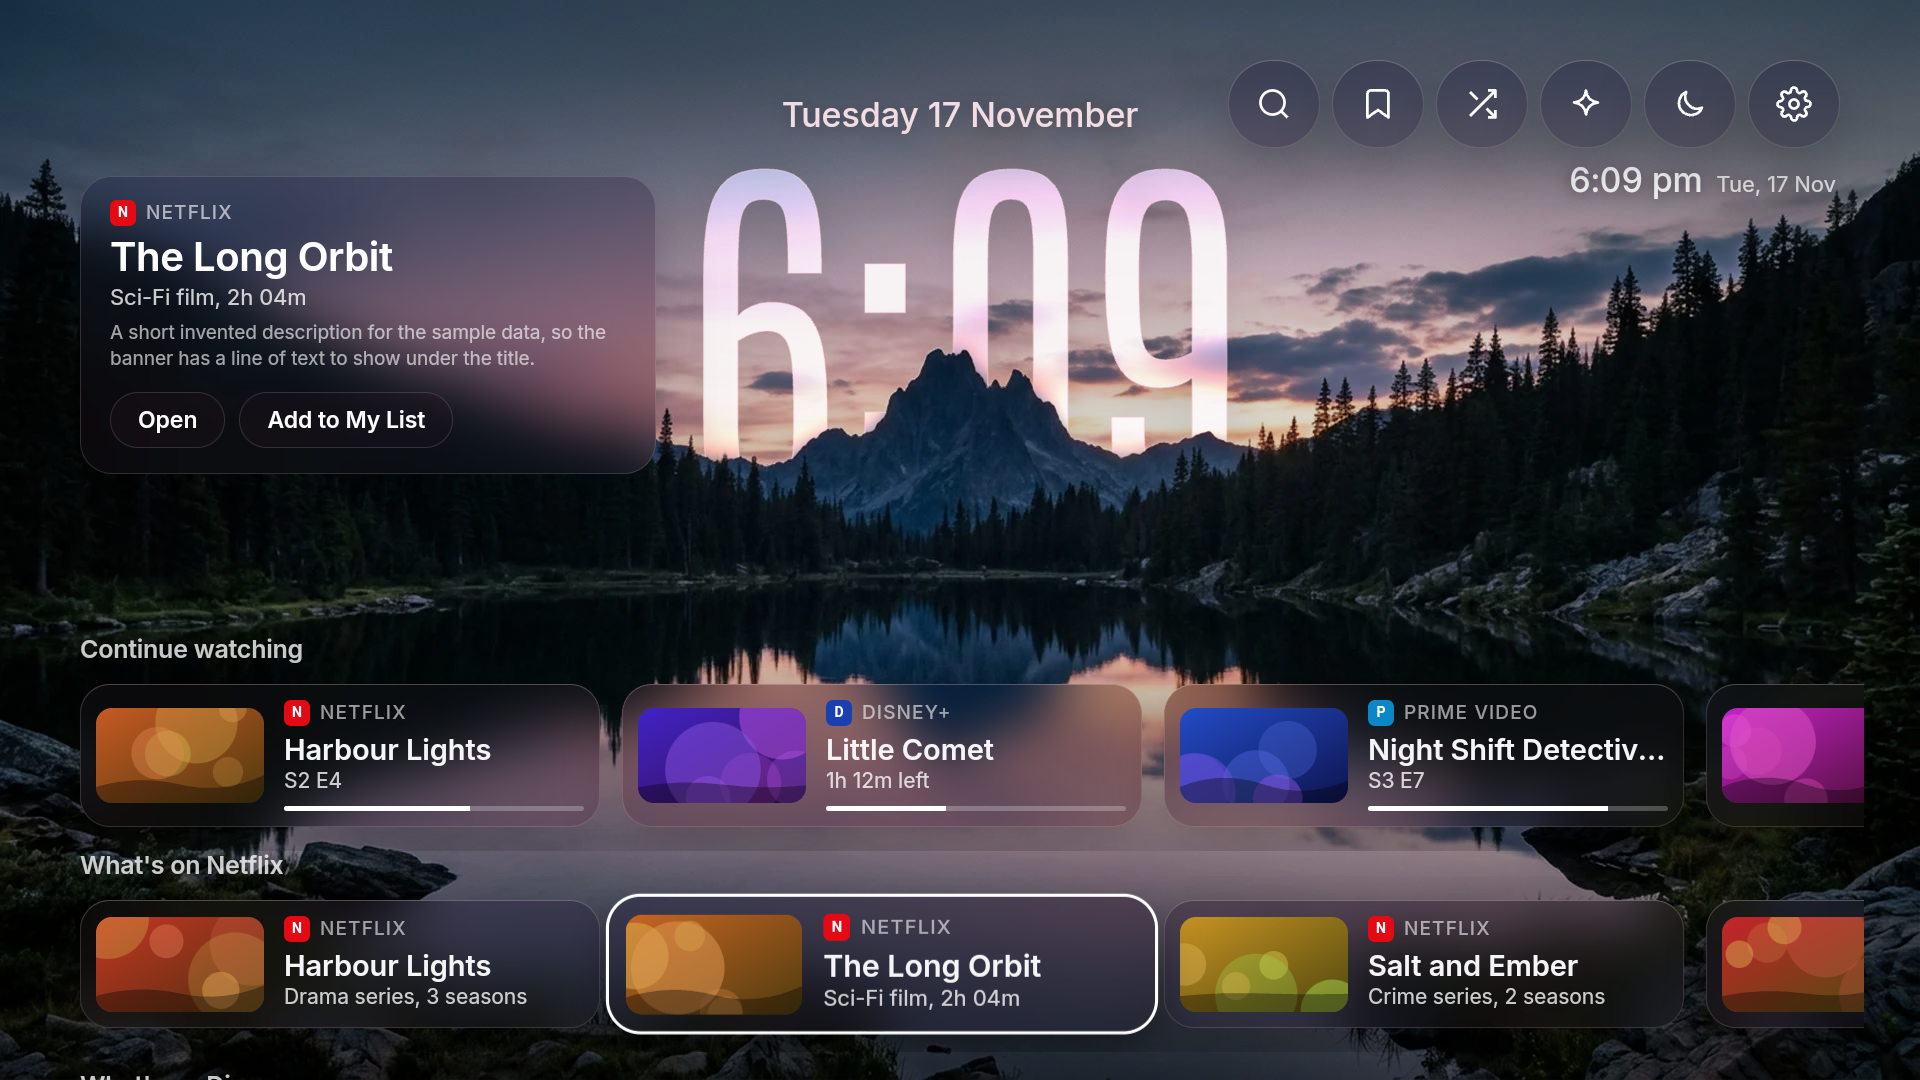 Tuesday 17 November
6:09
6:09 pm Tue, 17 Nov
N NETFLIX
The Long Orbit
Sci-Fi film, 2h 04m
A short invented description for the sample data, so the
banner has a line of text to show under the title.
Open
Add to My List
Continue watching
N NETFLIX
Harbour Lights
S2 E4
D DISNEY+
Little Comet
1h 12m left
P PRIME VIDEO
Night Shift Detectiv...
S3 E7
What's on Netflix
N NETFLIX
Harbour Lights
Drama series, 3 seasons
N NETFLIX
The Long Orbit
Sci-Fi film, 2h 04m
N NETFLIX
Salt and Ember
Crime series, 2 seasons